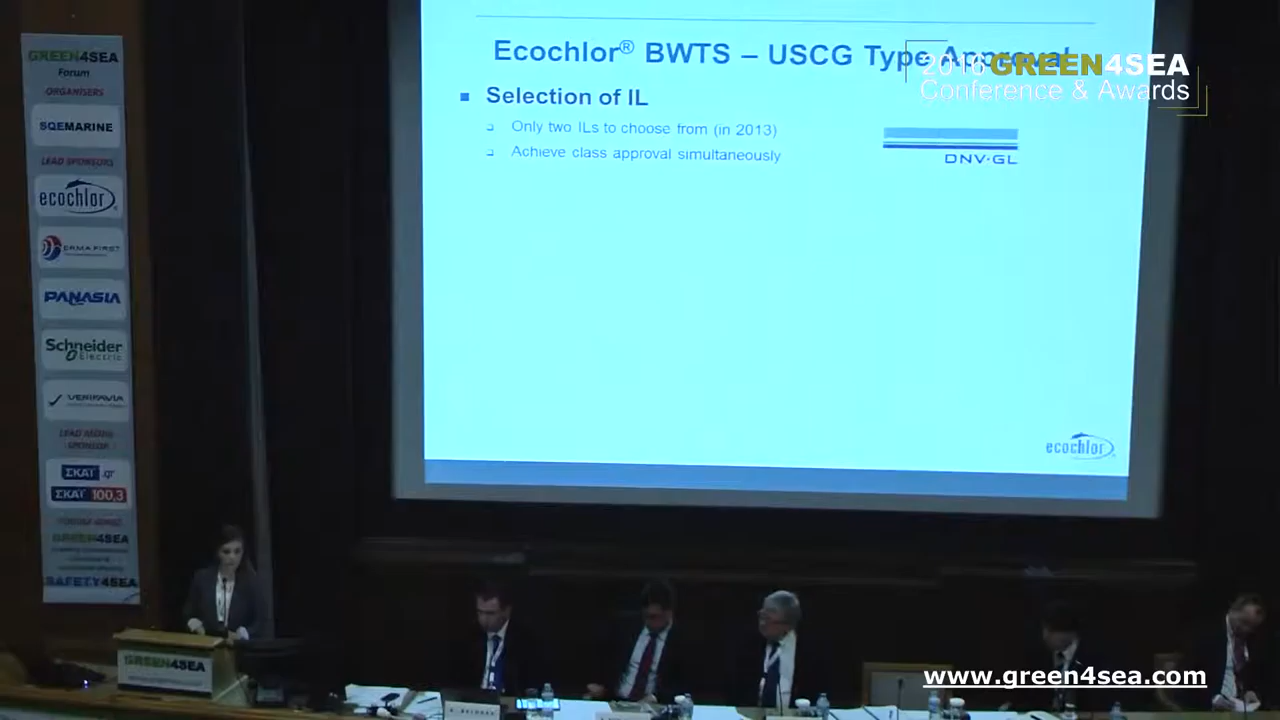 GREEN4SEA
Forum
ORGANISERS
SQEMARINE
LEAD SPONSORS
ecochlor
ERMA FIRST
PANASIA
Schneider
Electric
VERIFAVIA
LEAD MEDIA
SPONSOR
ΣΚΑΪ.gr
ΣΚΑΪ 100,3
GREEN4SEA
SAFETY4SEA
Ecochlor® BWTS – USCG Type Approval
2016 GREEN4SEA
Conference & Awards
■ Selection of IL
Only two ILs to choose from (in 2013)
Achieve class approval simultaneously
DNV·GL
ecochlor®
GREEN4SEA
www.green4sea.com